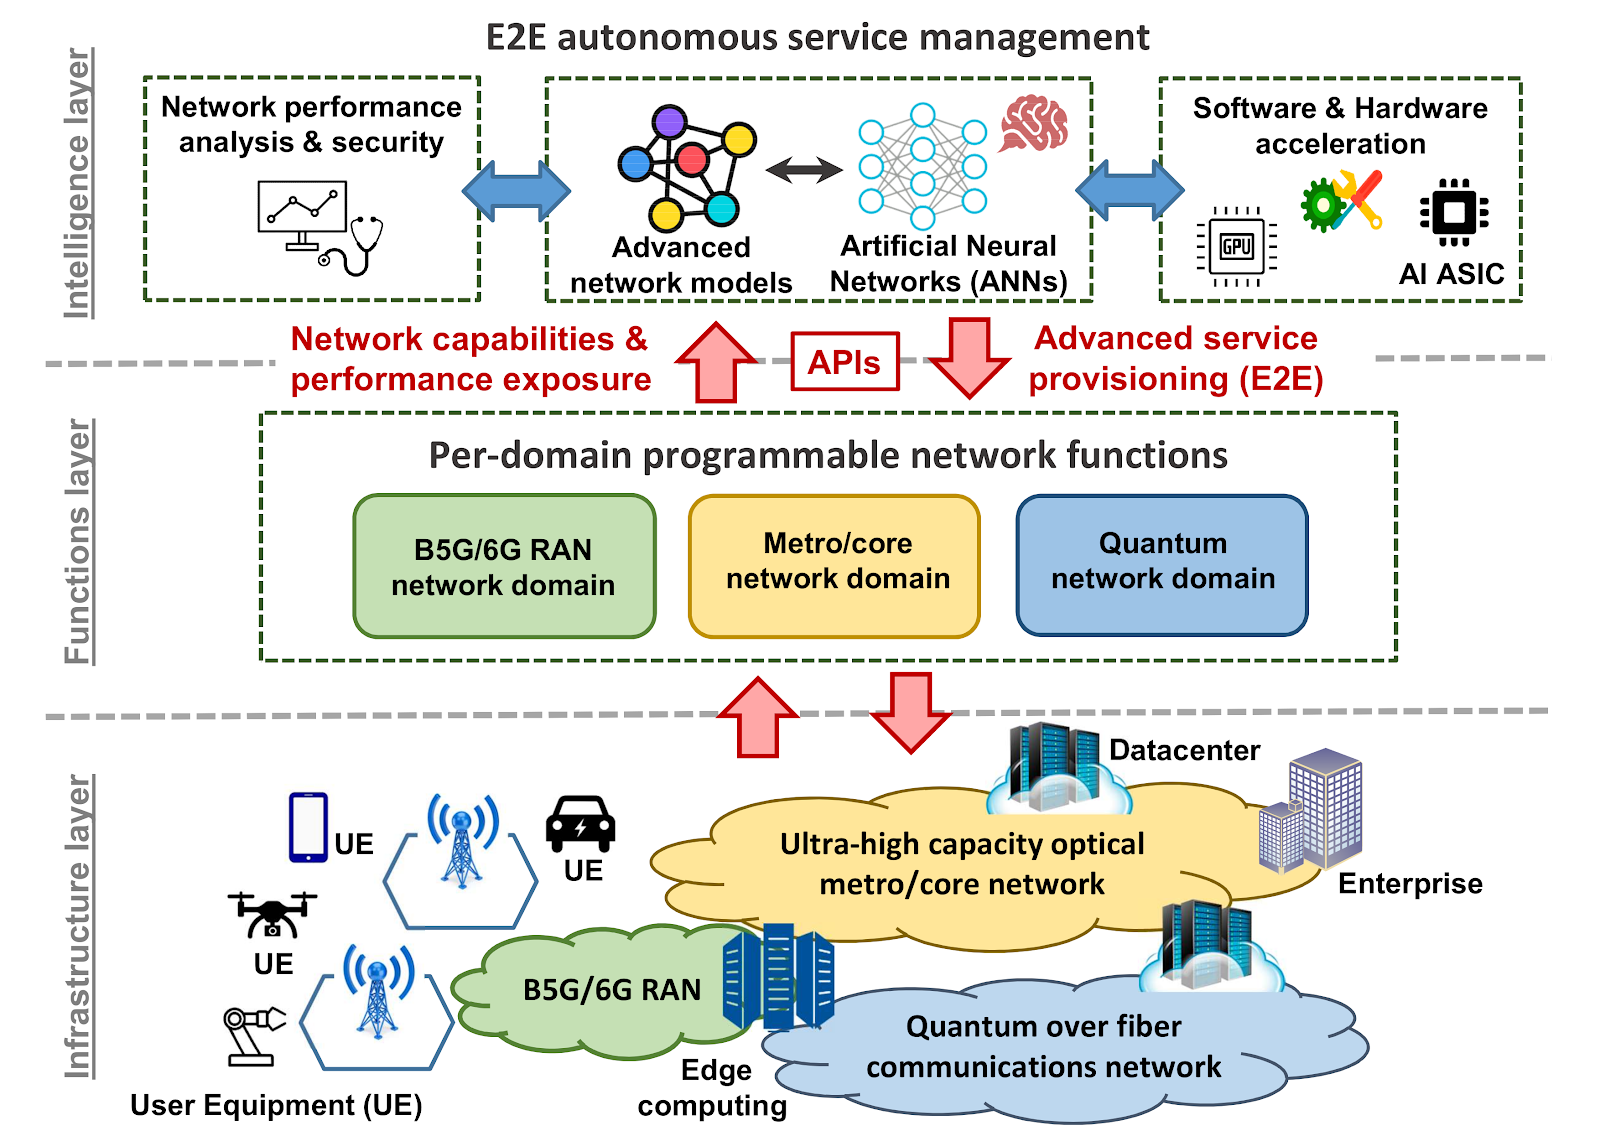 E2E autonomous service management
Intelligence layer
Network performance
analysis & security
Advanced
network models
Artificial Neural
Networks (ANNs)
Software & Hardware
acceleration
GPU
AI ASIC
Network capabilities &
performance exposure
APIs
Advanced service
provisioning (E2E)
Functions layer
Per-domain programmable network functions
B5G/6G RAN
network domain
Metro/core
network domain
Quantum
network domain
Infrastructure layer
UE
UE
UE
User Equipment (UE)
Datacenter
Ultra-high capacity optical
metro/core network
Enterprise
B5G/6G RAN
Edge
computing
Quantum over fiber
communications network